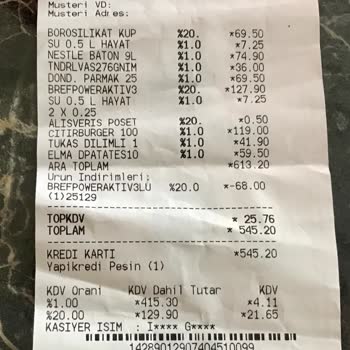 Musteri VD:
Musteri Adres:
BOROSILIKAT KUP %20. *69.50
SU 0.5 L HAYAT %1.0 *7.25
NESTLE BATON 9L %1.0 *74.90
TNDRLVAS276GNIM %1.0 *36.00
DOND. PARMAK 25 %1.0 *69.50
BREFPOWERAKTIV3 %20. *127.90
SU 0.5 L HAYAT %1.0 *7.25
2 X 0.25
ALISVERIS POSET %20. *0.50
CITIRBURGER 100 %1.0 *119.00
TUKAS DILIMLI 1 %1.0 *41.90
ELMA DPATATES10 %1.0 *59.50
ARA TOPLAM *613.20
Urun Indirimleri;
BREFPOWERAKTIV3LU %20.0 *-68.00
(1)25129
TOPKDV * 25.76
TOPLAM * 545.20
KREDI KARTI *545.20
Yapikredi Pesin (1)
KDV Orani KDV Dahil Tutar KDV
%1.00 *415.30 *4.11
%20.00 *129.90 *21.65
KASIYER ISIM : I**** G****
14289012907404510099